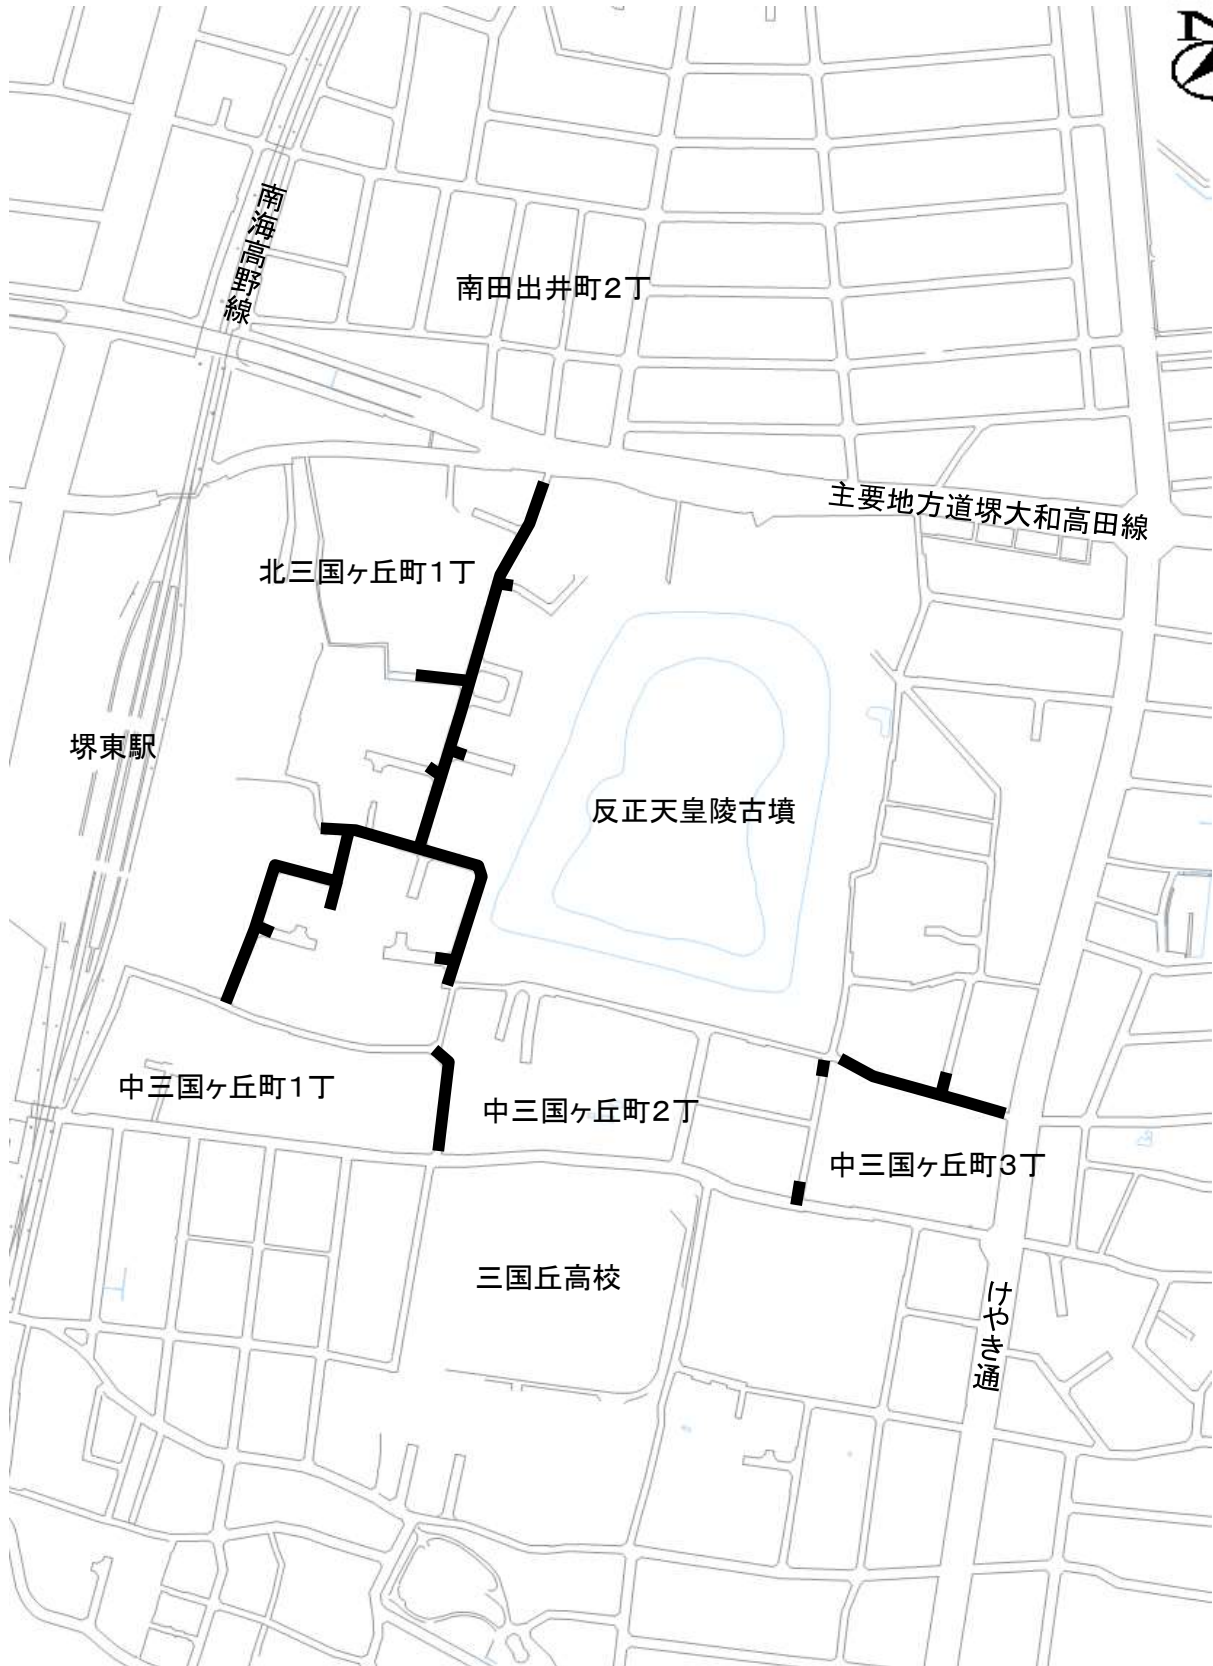 N
南海高野線
南田出井町2丁
主要地方道堺大和高田線
北三国ヶ丘町1丁
堺東駅
反正天皇陵古墳
中三国ヶ丘町1丁
中三国ヶ丘町2丁
中三国ヶ丘町3丁
三国丘高校
けやき通